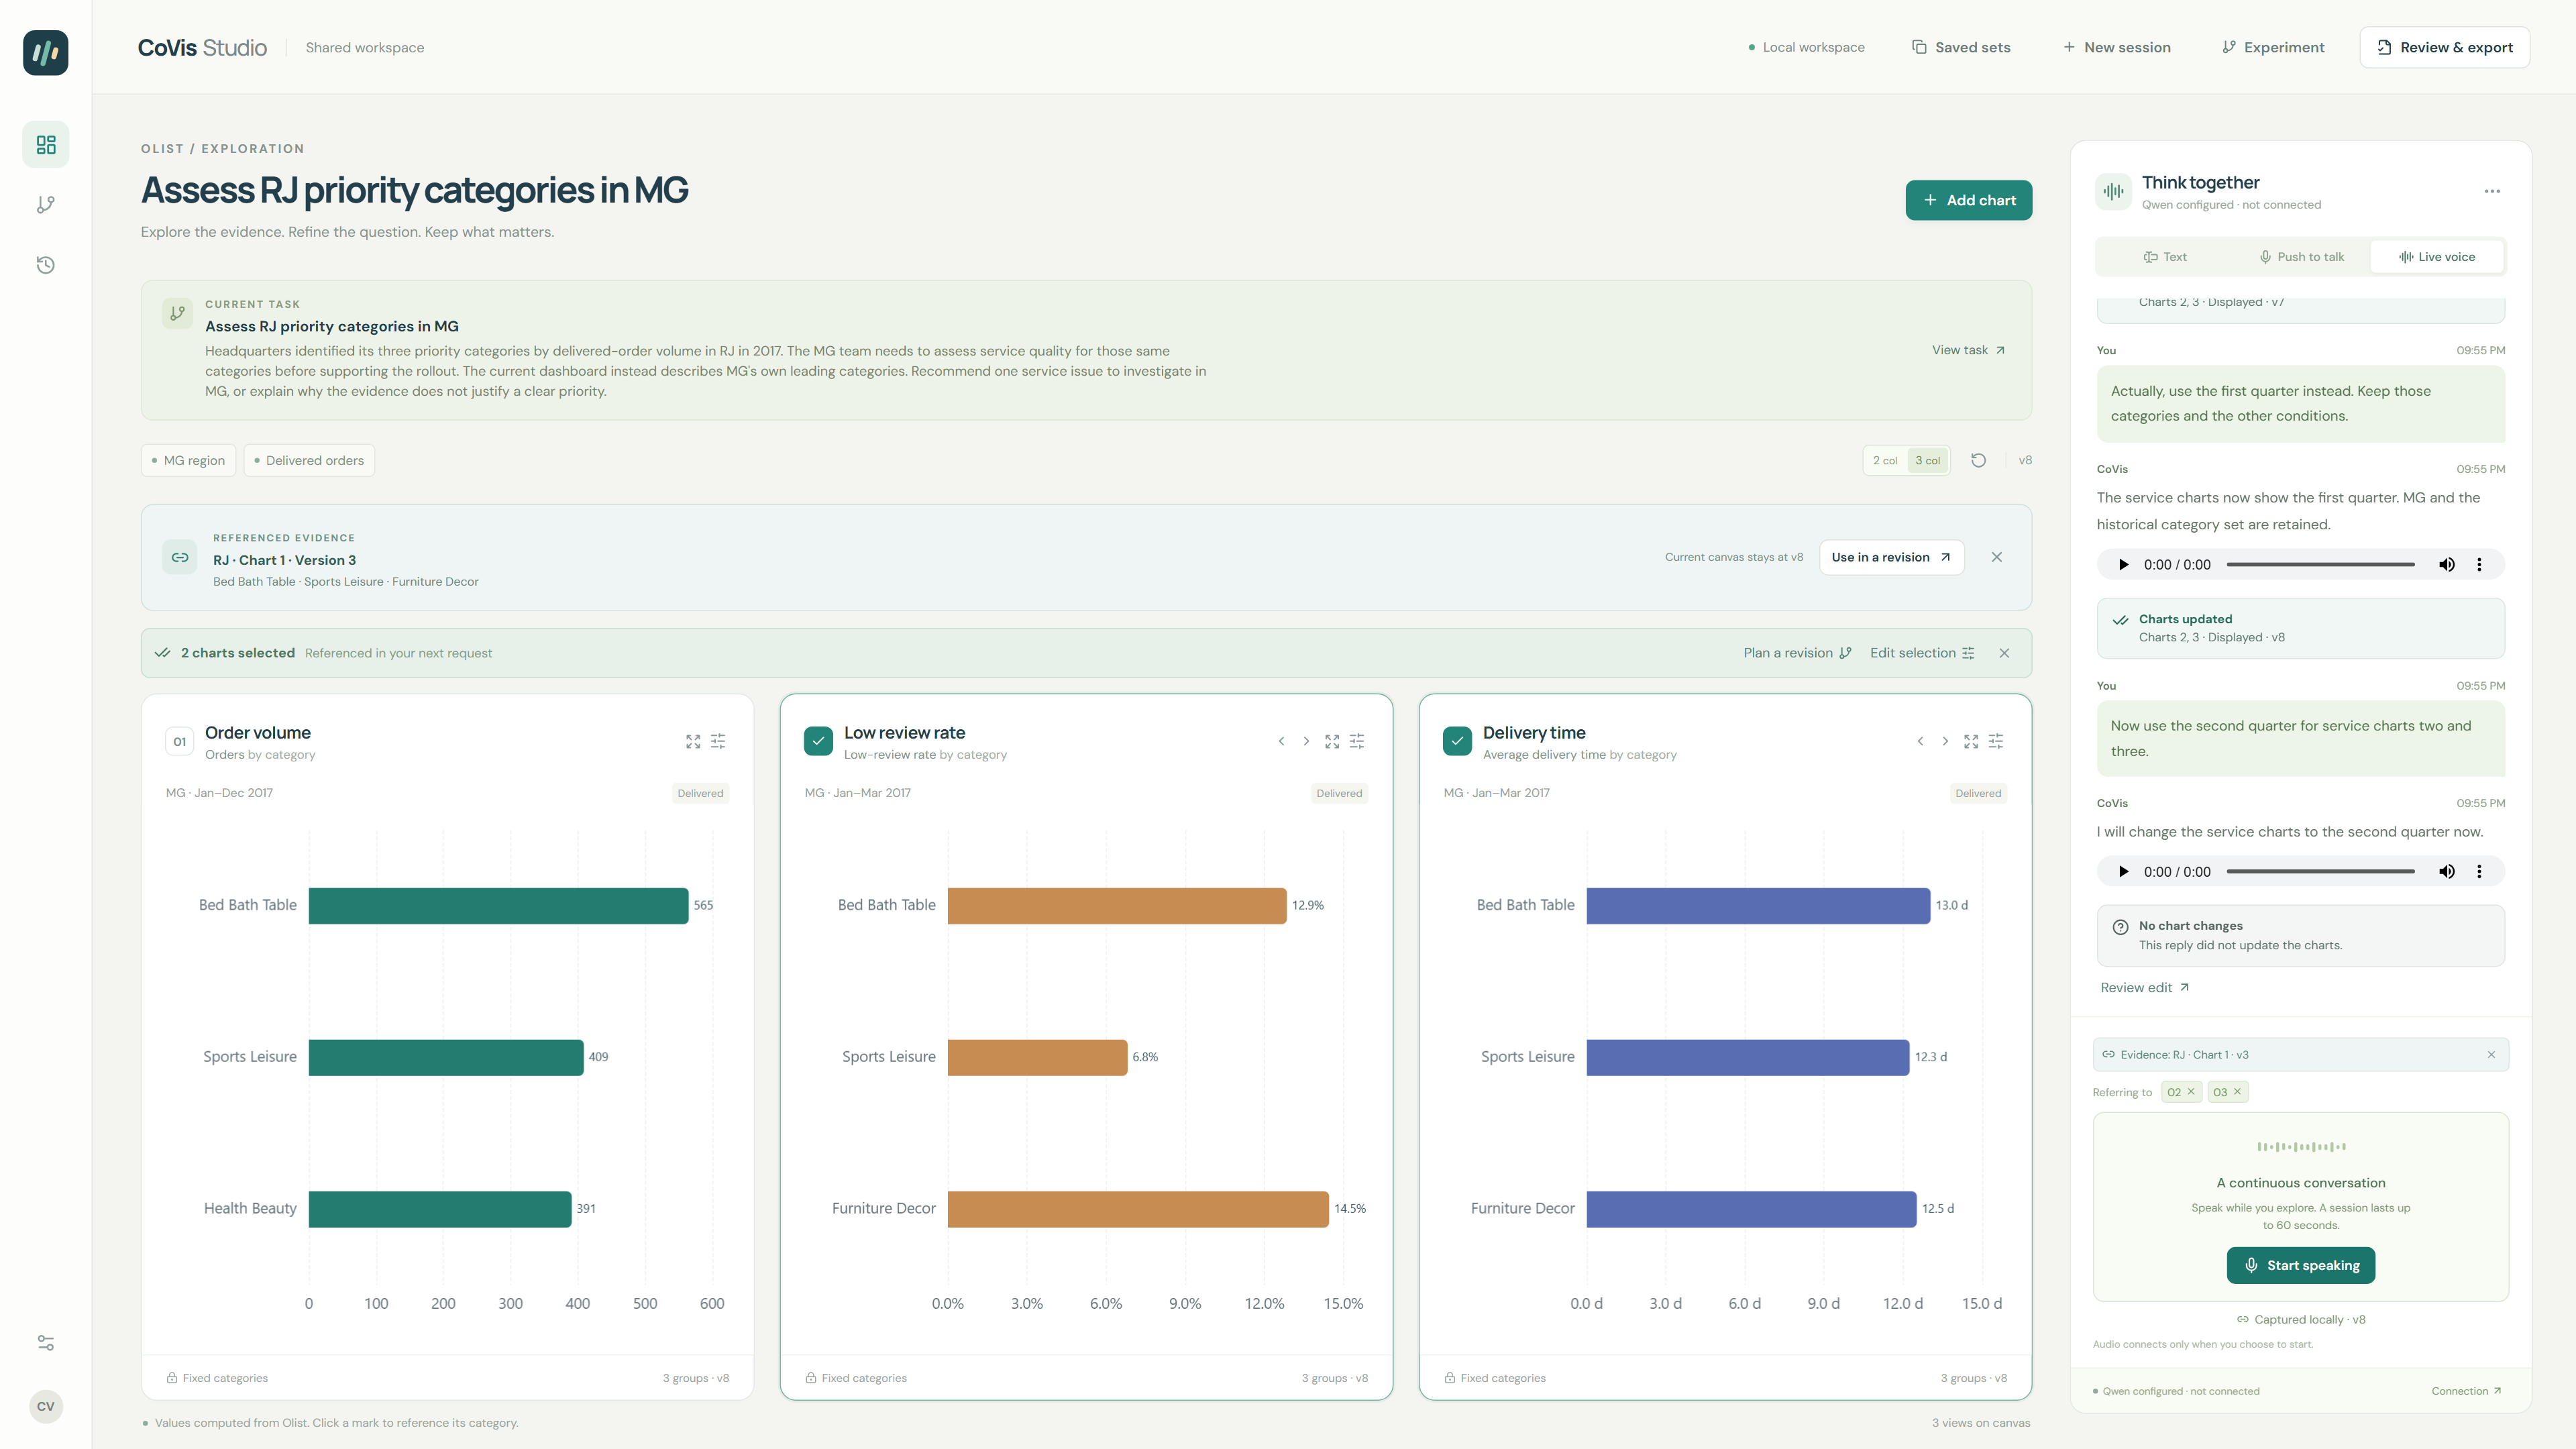 CoVis Studio
Shared workspace
Local workspace
Saved sets
New session
Experiment
Review & export
OLIST / EXPLORATION
Assess RJ priority categories in MG
Explore the evidence. Refine the question. Keep what matters.
Add chart
CURRENT TASK
Assess RJ priority categories in MG
Headquarters identified its three priority categories by delivered-order volume in RJ in 2017. The MG team needs to assess service quality for those same
categories before supporting the rollout. The current dashboard instead describes MG's own leading categories. Recommend one service issue to investigate in
MG, or explain why the evidence does not justify a clear priority.
View task
MG region
Delivered orders
2 col
3 col
v8
REFERENCED EVIDENCE
RJ · Chart 1 · Version 3
Bed Bath Table · Sports Leisure · Furniture Decor
Current canvas stays at v8
Use in a revision
2 charts selected
Referenced in your next request
Plan a revision
Edit selection
01
Order volume
Orders by category
MG · Jan–Dec 2017
Delivered
Bed Bath Table
565
Sports Leisure
409
Health Beauty
391
0
100
200
300
400
500
600
Fixed categories
3 groups · v8
Low review rate
Low-review rate by category
MG · Jan–Mar 2017
Delivered
Bed Bath Table
12.9%
Sports Leisure
6.8%
Furniture Decor
14.5%
0.0%
3.0%
6.0%
9.0%
12.0%
15.0%
Fixed categories
3 groups · v8
Delivery time
Average delivery time by category
MG · Jan–Mar 2017
Delivered
Bed Bath Table
13.0 d
Sports Leisure
12.3 d
Furniture Decor
12.5 d
0.0 d
3.0 d
6.0 d
9.0 d
12.0 d
15.0 d
Fixed categories
3 groups · v8
Values computed from Olist. Click a mark to reference its category.
3 views on canvas
CV
Think together
Qwen configured · not connected
Text
Push to talk
Live voice
Charts 2, 3 · Displayed · v7
You
09:55 PM
Actually, use the first quarter instead. Keep those
categories and the other conditions.
CoVis
09:55 PM
The service charts now show the first quarter. MG and the
historical category set are retained.
0:00 / 0:00
Charts updated
Charts 2, 3 · Displayed · v8
You
09:55 PM
Now use the second quarter for service charts two and
three.
CoVis
09:55 PM
I will change the service charts to the second quarter now.
0:00 / 0:00
No chart changes
This reply did not update the charts.
Review edit
Evidence: RJ · Chart 1 · v3
Referring to
02
03
A continuous conversation
Speak while you explore. A session lasts up
to 60 seconds.
Start speaking
Captured locally · v8
Audio connects only when you choose to start.
Qwen configured · not connected
Connection